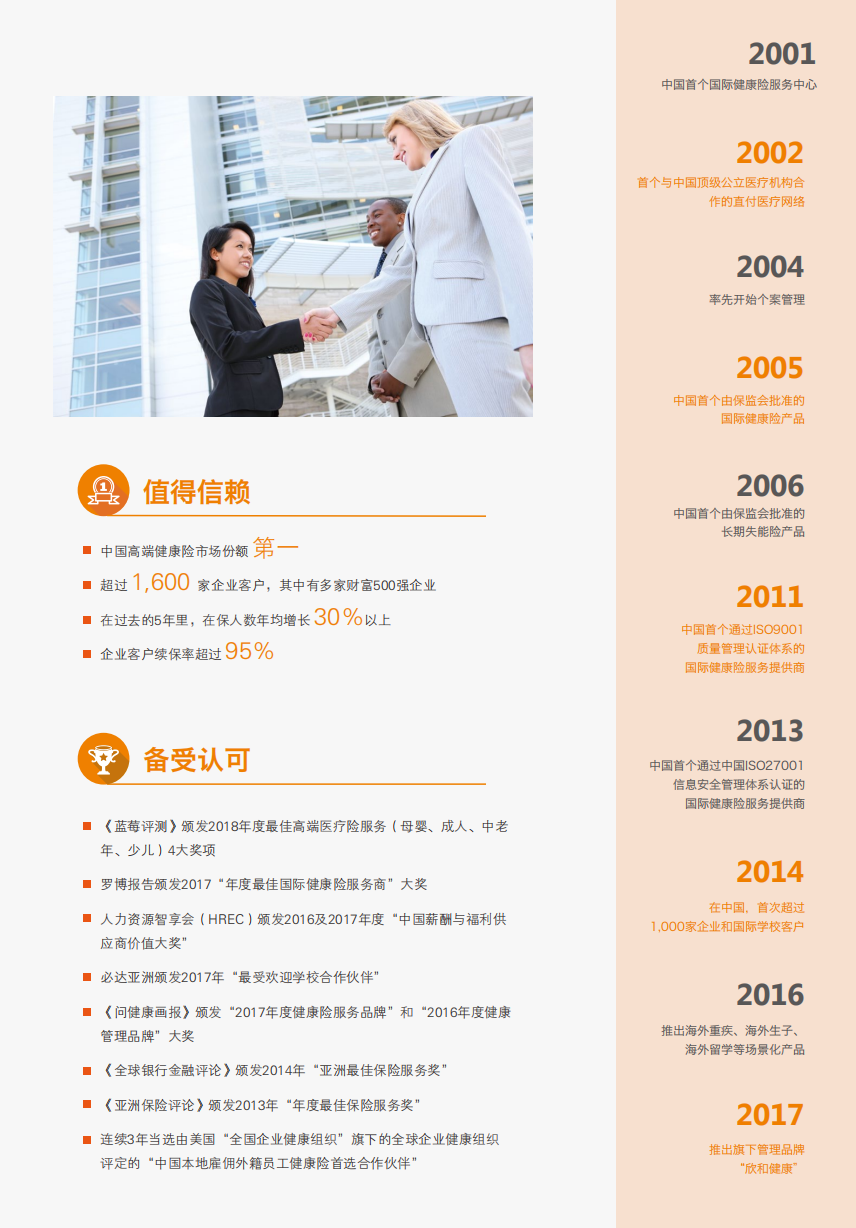 值得信赖
中国高端健康险市场份额 第一
超过 1,600 家企业客户，其中有多家财富500强企业
在过去的5年里，在保人数年均增长 30%以上
企业客户续保率超过 95%
备受认可
《蓝莓评测》颁发2018年度最佳高端医疗险服务（母婴、成人、中老
年、少儿）4大奖项
罗博报告颁发2017“年度最佳国际健康险服务商”大奖
人力资源智享会（HREC）颁发2016及2017年度“中国薪酬与福利供
应商价值大奖”
必达亚洲颁发2017年“最受欢迎学校合作伙伴”
《问健康画报》颁发“2017年度健康险服务品牌”和“2016年度健康
管理品牌”大奖
《全球银行金融评论》颁发2014年“亚洲最佳保险服务奖”
《亚洲保险评论》颁发2013年“年度最佳保险服务奖”
连续3年当选由美国“全国企业健康组织”旗下的全球企业健康组织
评定的“中国本地雇佣外籍员工健康险首选合作伙伴”
2001
中国首个国际健康险服务中心
2002
首个与中国顶级公立医疗机构合
作的直付医疗网络
2004
率先开始个案管理
2005
中国首个由保监会批准的
国际健康险产品
2006
中国首个由保监会批准的
长期失能险产品
2011
中国首个通过ISO9001
质量管理认证体系的
国际健康险服务提供商
2013
中国首个通过中国ISO27001
信息安全管理体系认证的
国际健康险服务提供商
2014
在中国，首次超过
1,000家企业和国际学校客户
2016
推出海外重疾、海外生子、
海外留学等场景化产品
2017
推出旗下管理品牌
“欣和健康”